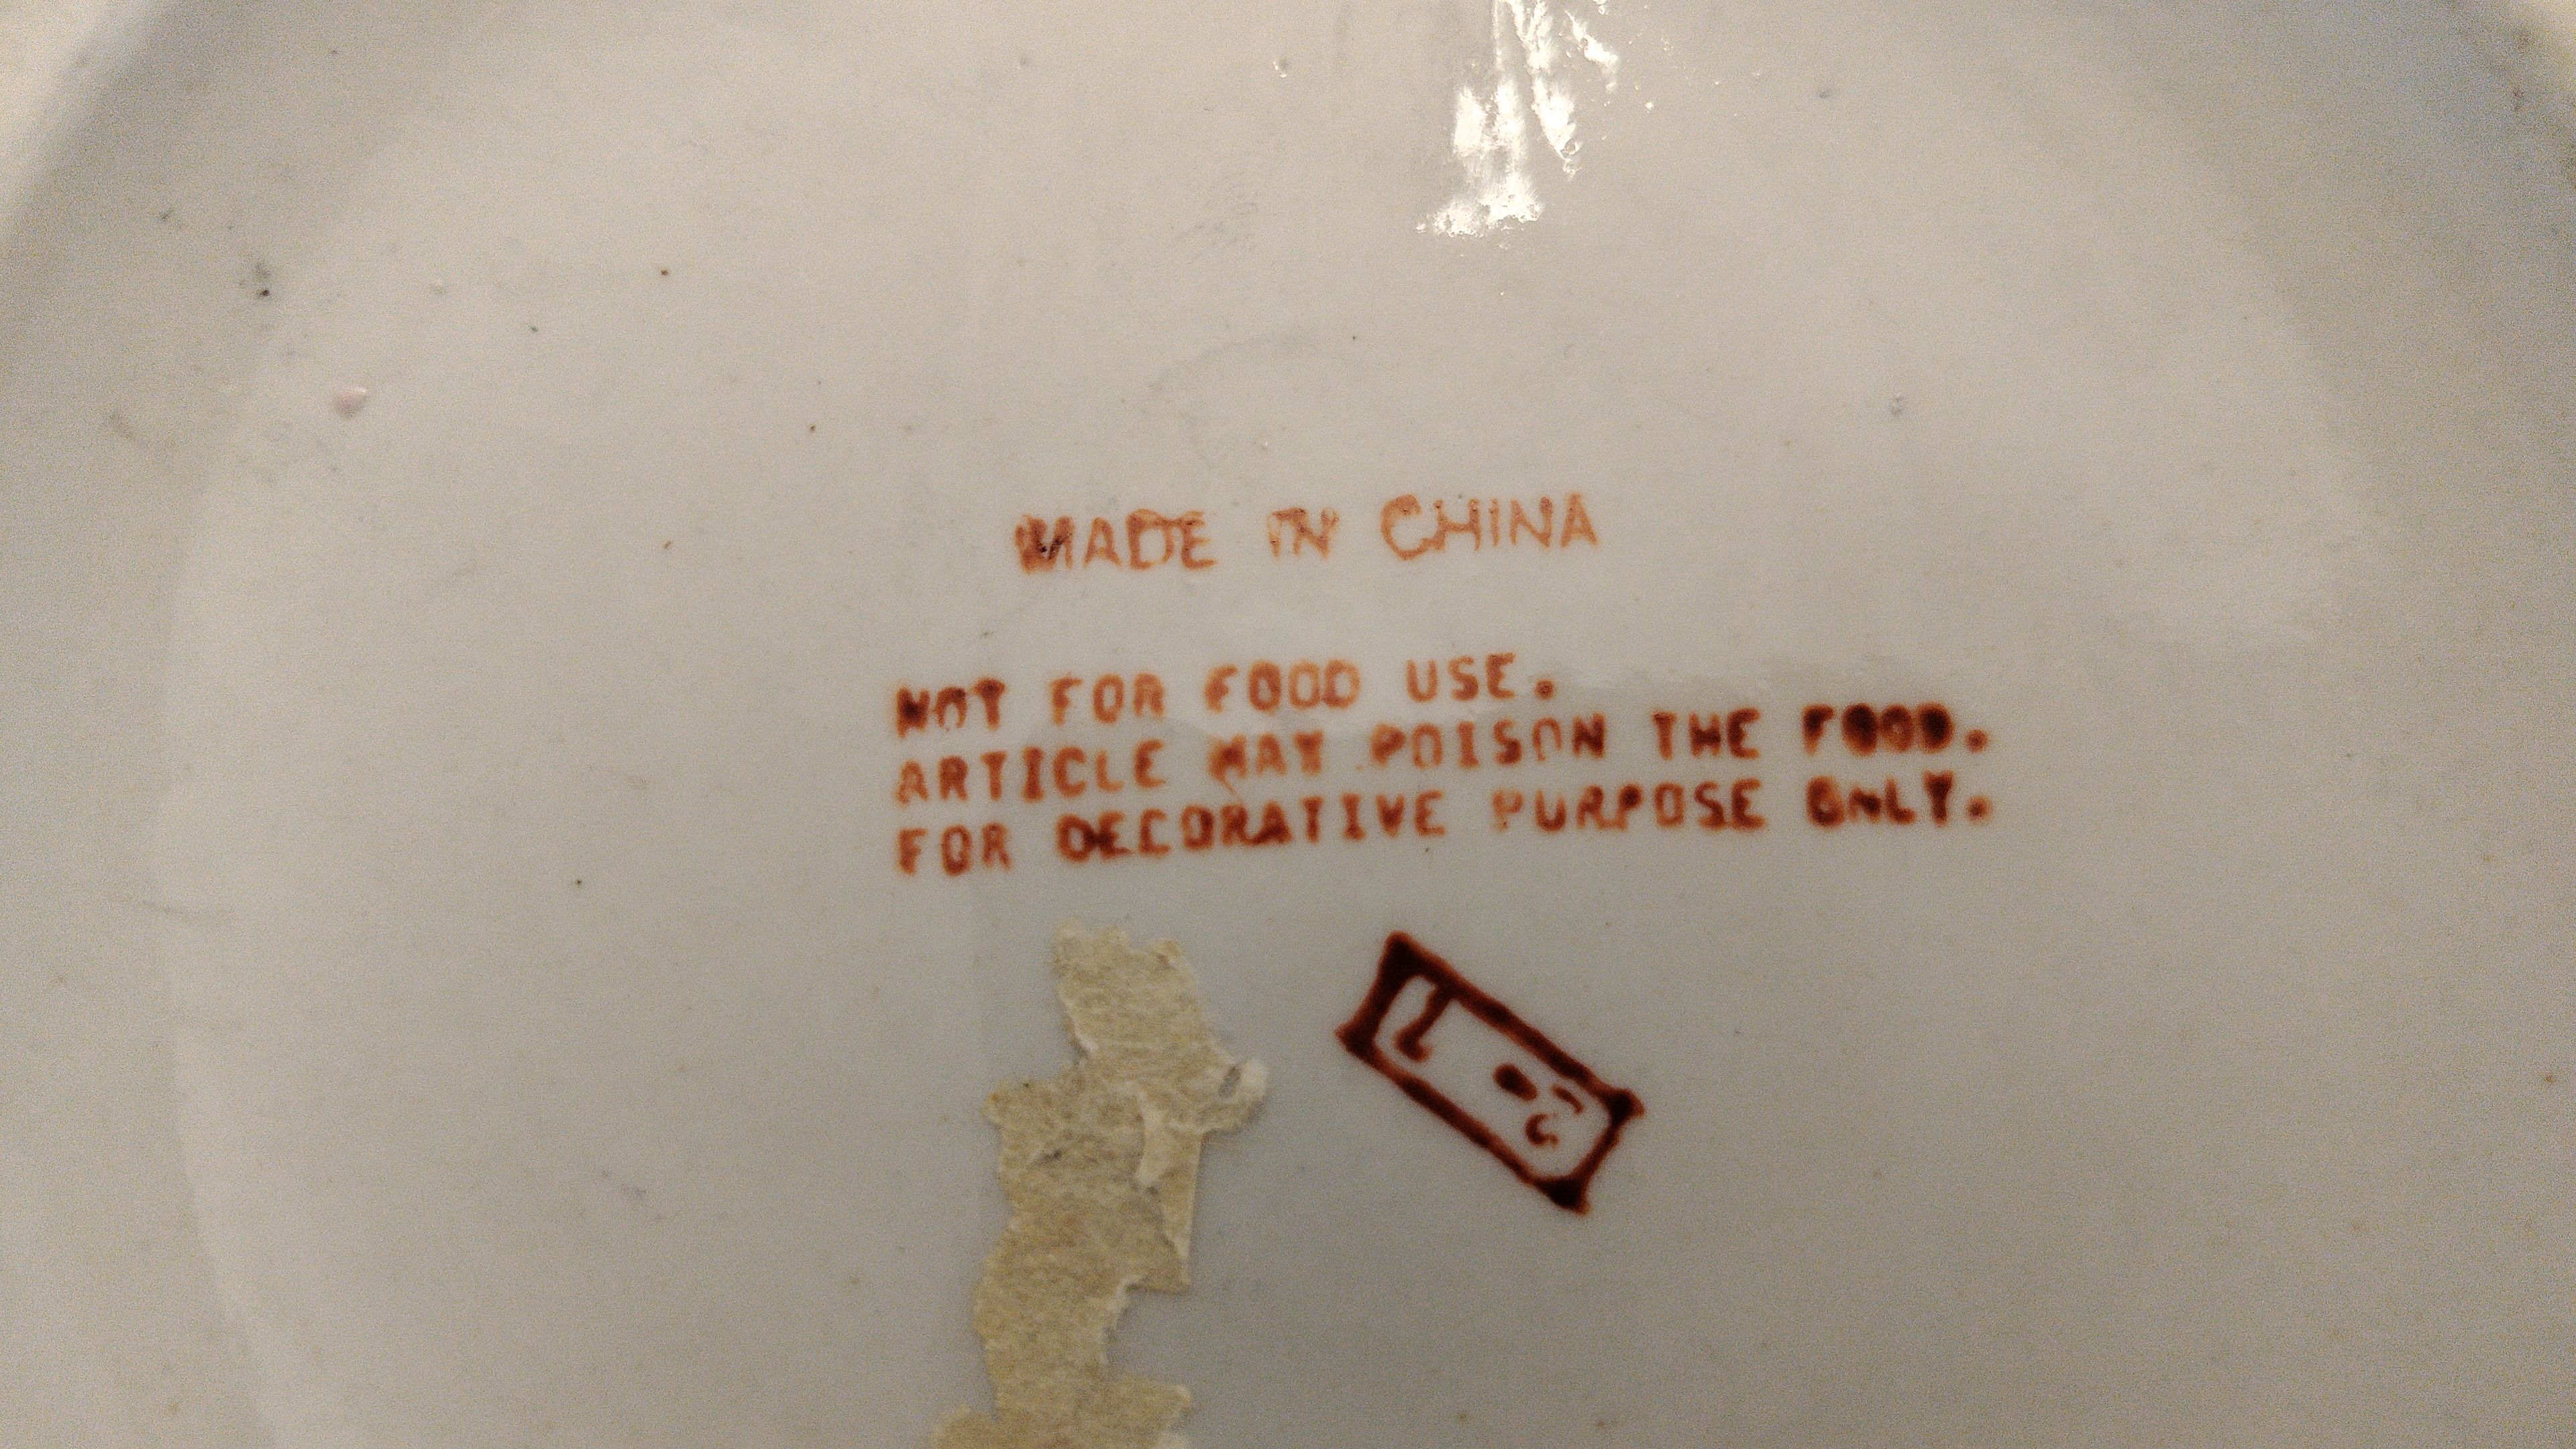 MADE IN CHINA
NOT FOR FOOD USE.
ARTICLE MAY POISON THE FOOD.
FOR DECORATIVE PURPOSE ONLY.